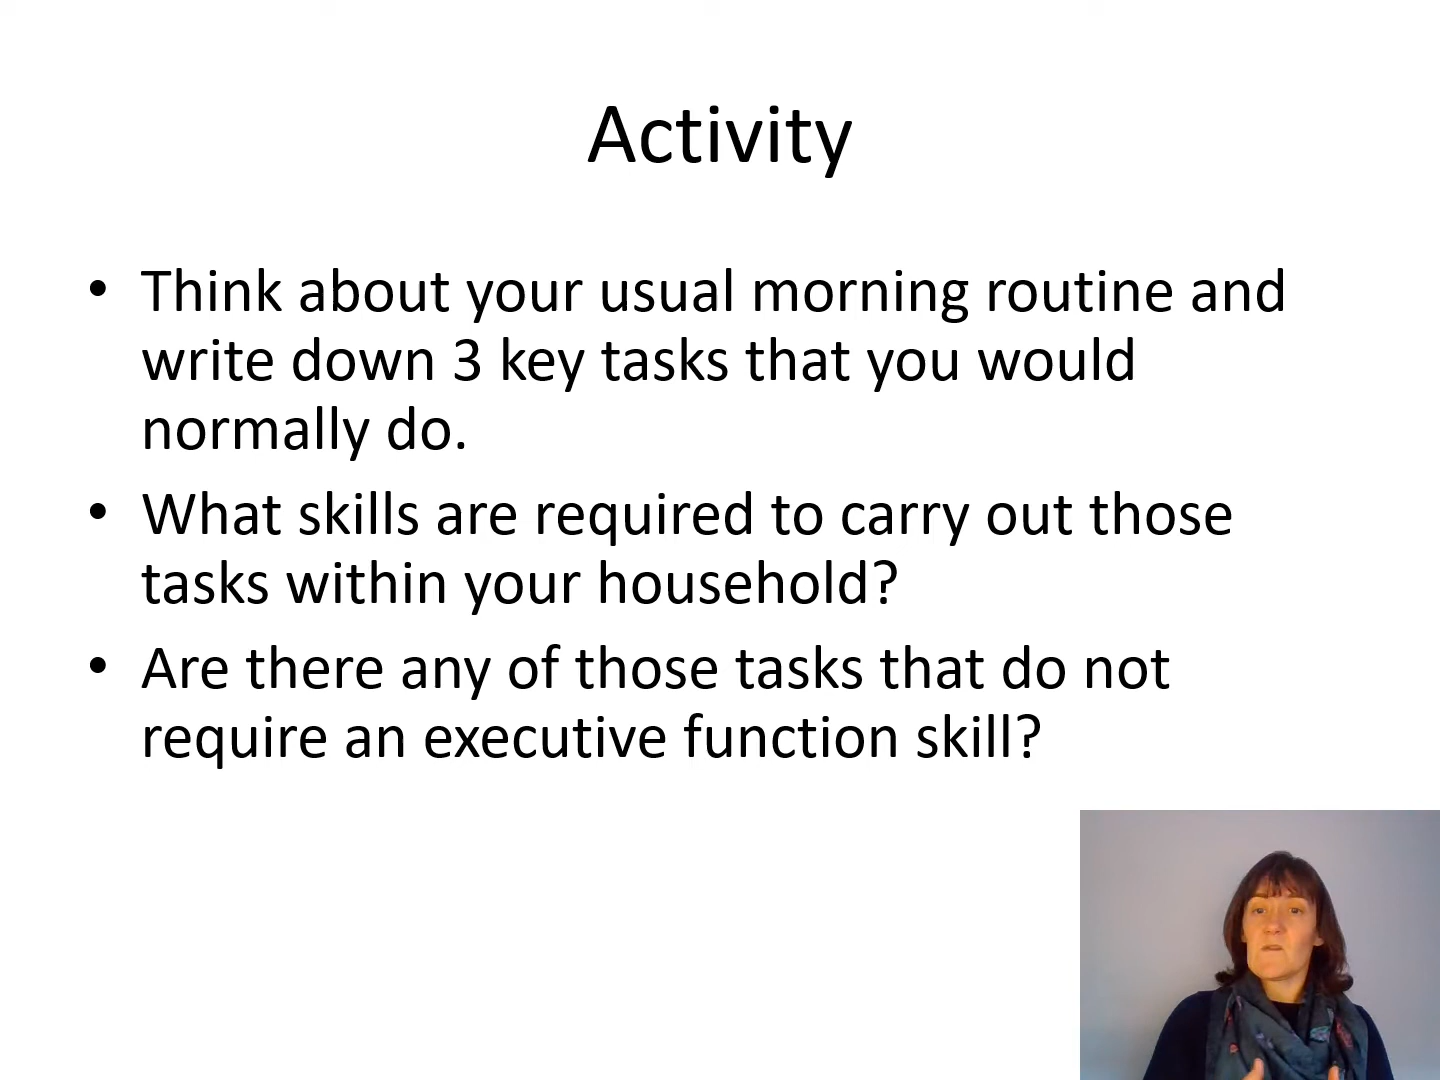 Activity
• Think about your usual morning routine and
write down 3 key tasks that you would
normally do.
• What skills are required to carry out those
tasks within your household?
• Are there any of those tasks that do not
require an executive function skill?